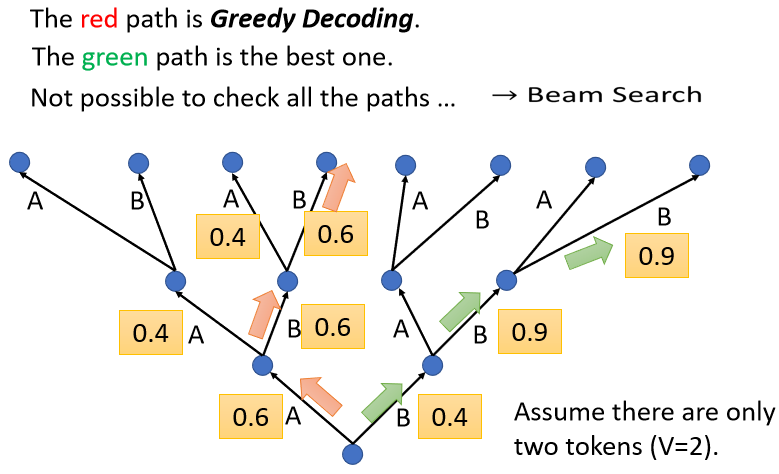 The red path is Greedy Decoding.
The green path is the best one.
Not possible to check all the paths … → Beam Search
A B A B A B A B
0.4 0.6 0.9
0.4 A B 0.6 A B 0.9
0.6 A B 0.4
Assume there are only
two tokens (V=2).